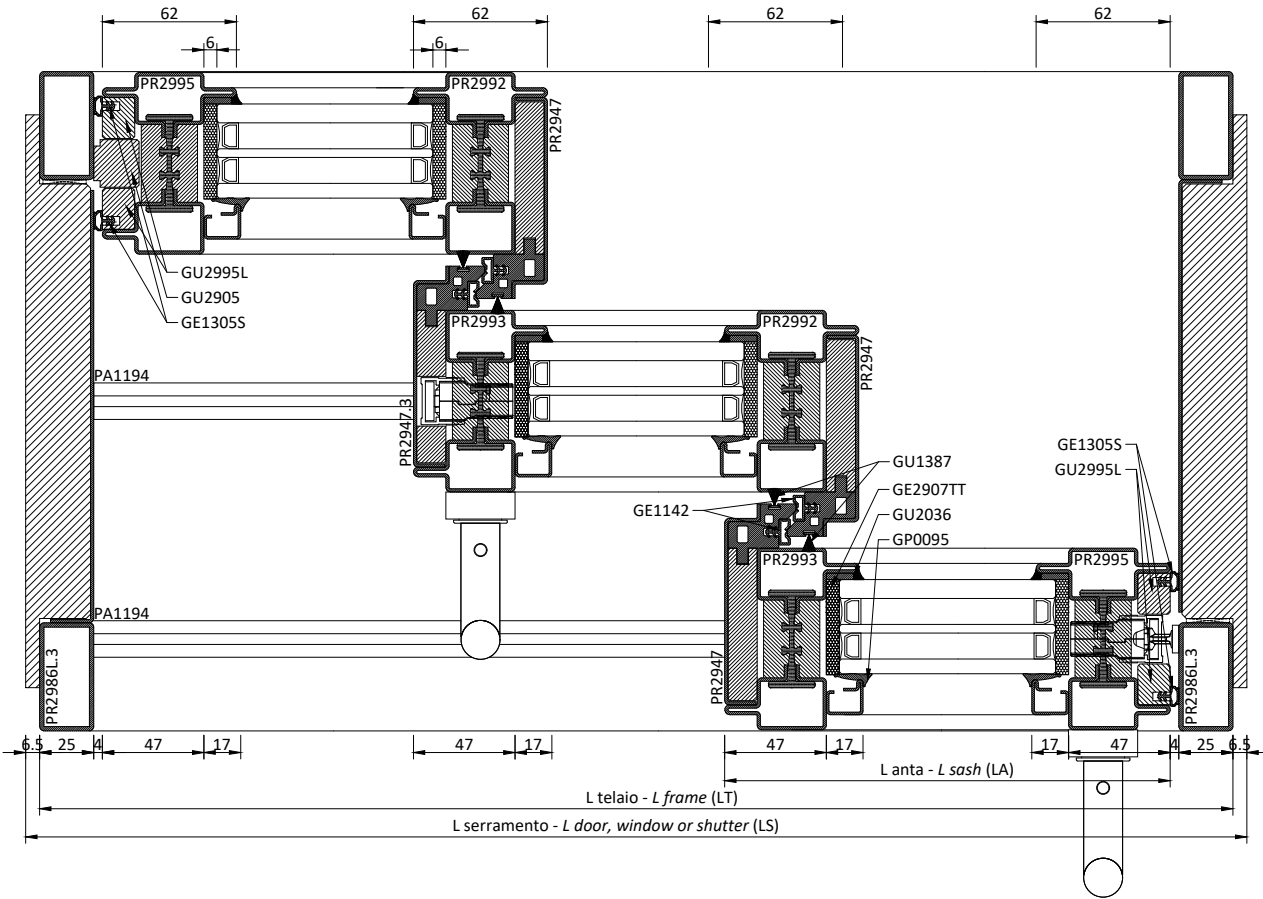 62
62
62
62
6
6
PR2995
PR2992
PR2947
GU2995L
GU2905
GE1305S
PR2993
PR2992
PR2947
PA1194
PR2947.3
GE1305S
GU2995L
GU1387
GE2907TT
GE1142
GU2036
GP0095
PR2993
PR2995
PA1194
PR2947
PR2986L.3
PR2986L.3
6.5 25 4 47 17 47 17 47 17 17 47 4 25 6.5
L anta - L sash (LA)
L telaio - L frame (LT)
L serramento - L door, window or shutter (LS)